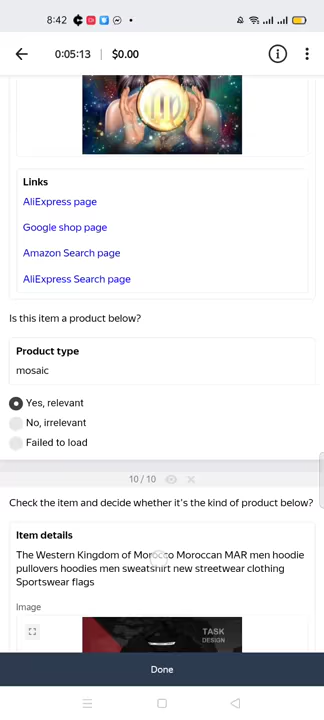 8:42
0:05:13 | $0.00
Links
AliExpress page
Google shop page
Amazon Search page
AliExpress Search page
Is this item a product below?
Product type
mosaic
Yes, relevant
No, irrelevant
Failed to load
10 / 10
Check the item and decide whether it's the kind of product below?
Item details
The Western Kingdom of Morocco Moroccan MAR men hoodie
pullovers hoodies men sweatshirt new streetwear clothing
Sportswear flags
Image
TASK
DESIGN
Done